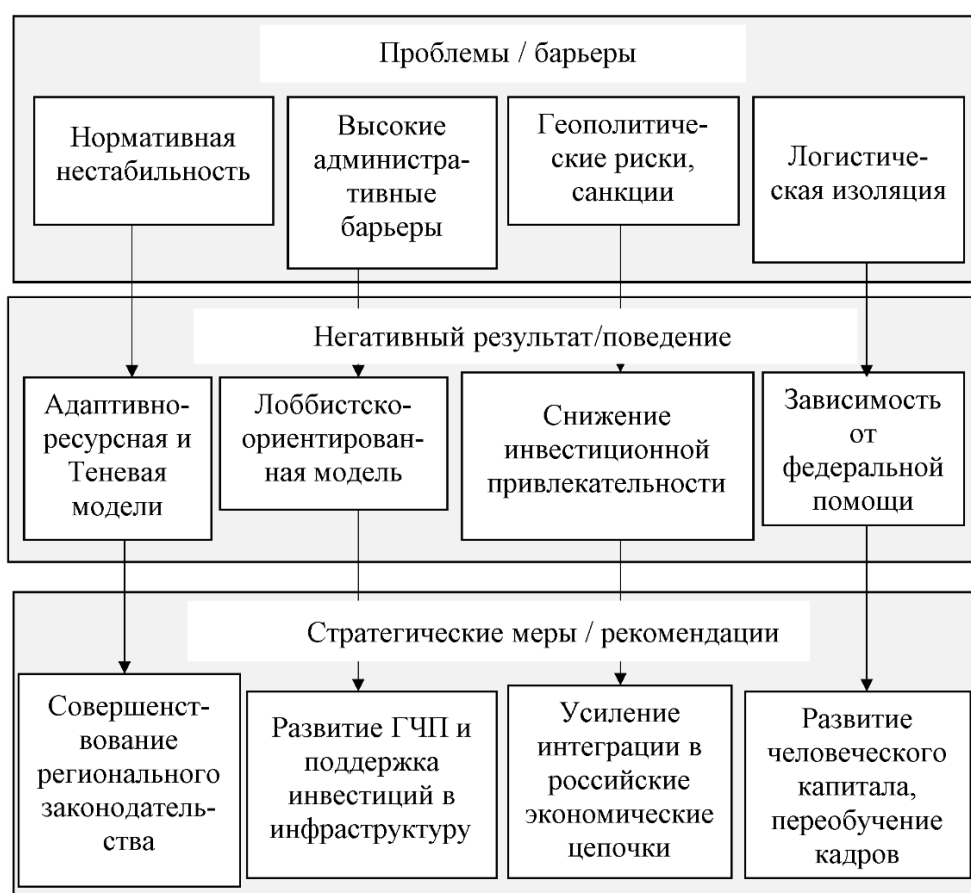 Проблемы / барьеры
Нормативная
нестабильность
Высокие
администра-
тивные
барьеры
Геополитиче-
ские риски,
санкции
Логистиче-
ская изоляция
Негативный результат/поведение
Адаптивно-
ресурсная и
Теневая
модели
Лоббистско-
ориентирован-
ная модель
Снижение
инвестиционной
привлекательности
Зависимость
от
федеральной
помощи
Стратегические меры / рекомендации
Совершенст-
вование
регионального
законодатель-
ства
Развитие ГЧП и
поддержка
инвестиций в
инфраструктуру
Усиление
интеграции в
российские
экономические
цепочки
Развитие
человеческого
капитала,
переобучение
кадров